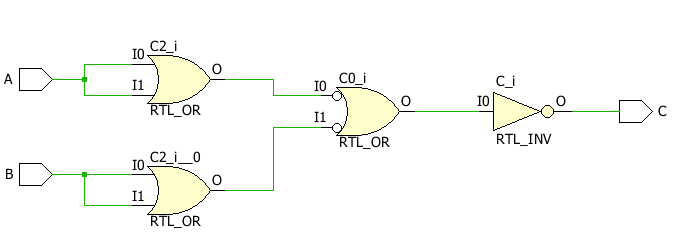 C2_i
I0
A
O
I1
RTL_OR
I0
C0_i
I1
O
RTL_OR
I0
C_i
O
C
RTL_INV
C2_i__0
I0
B
O
I1
RTL_OR